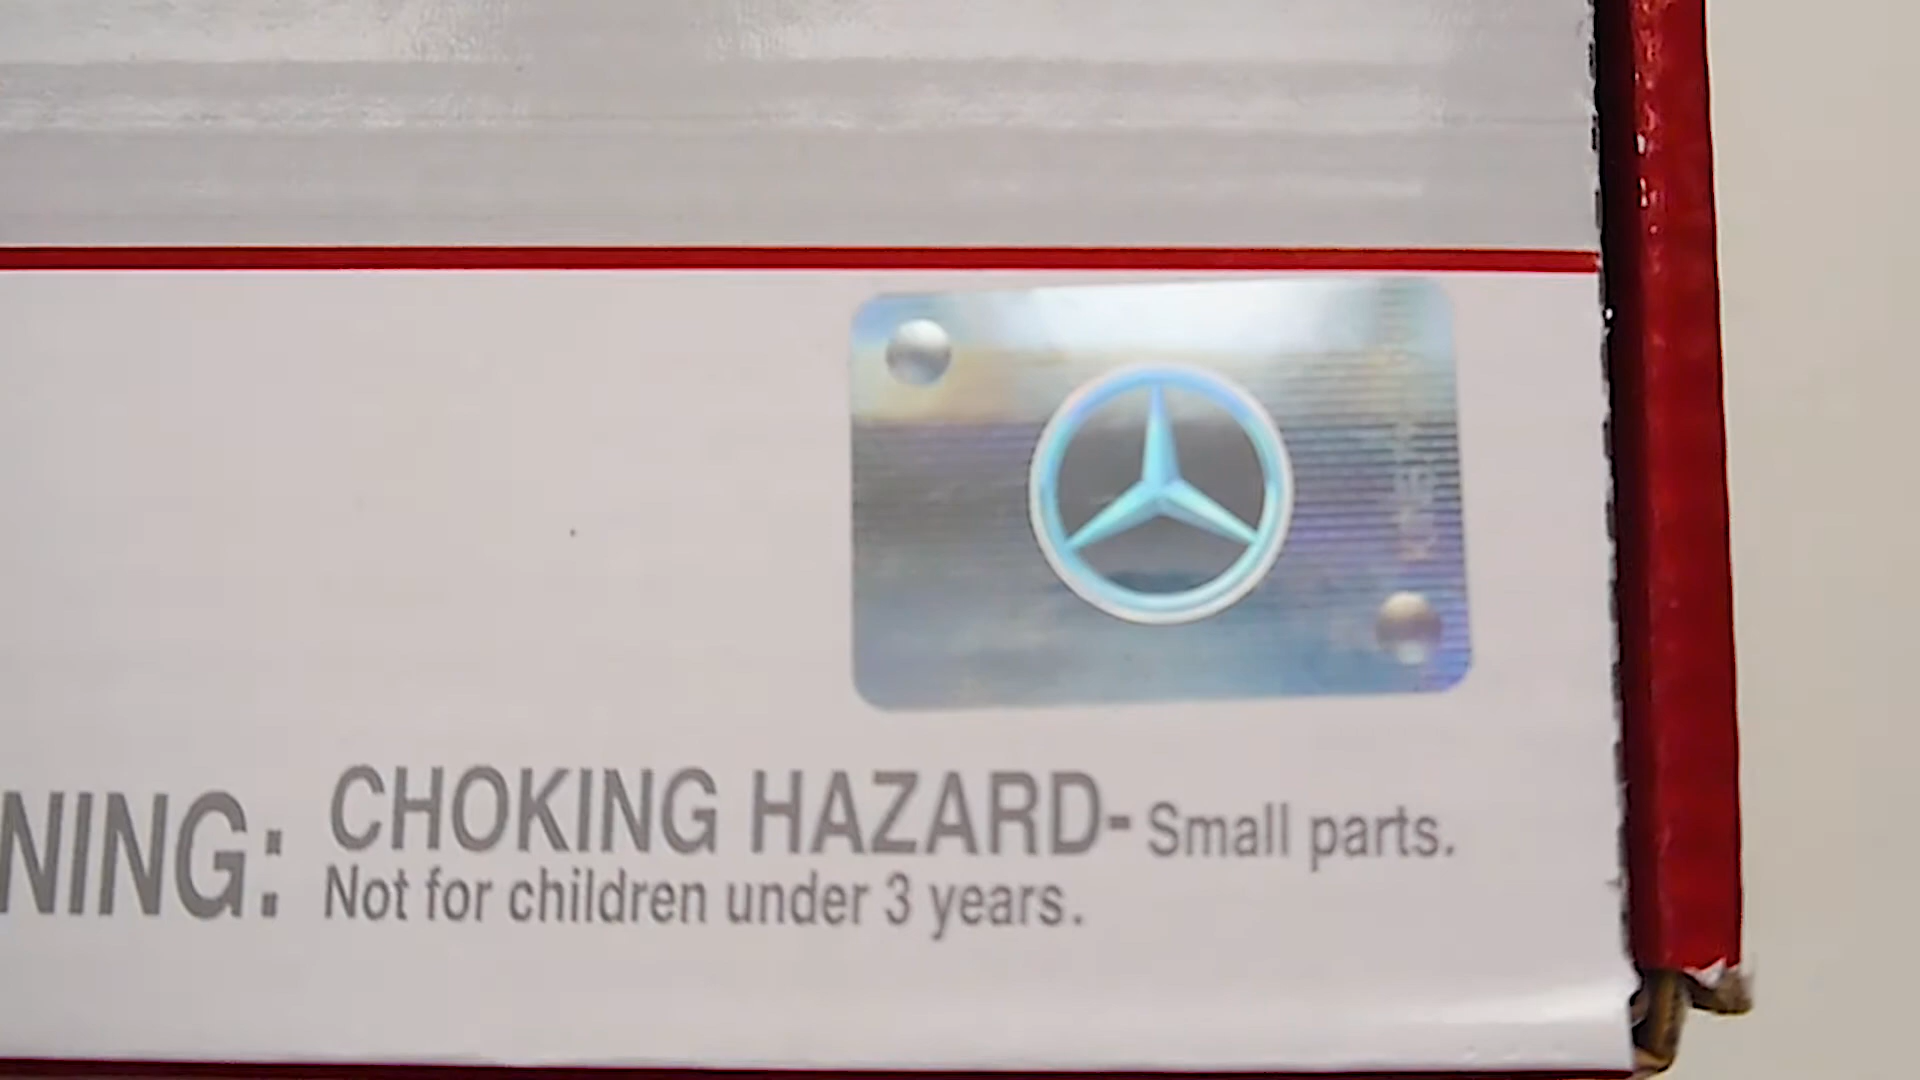 NING: CHOKING HAZARD- Small parts.
Not for children under 3 years.